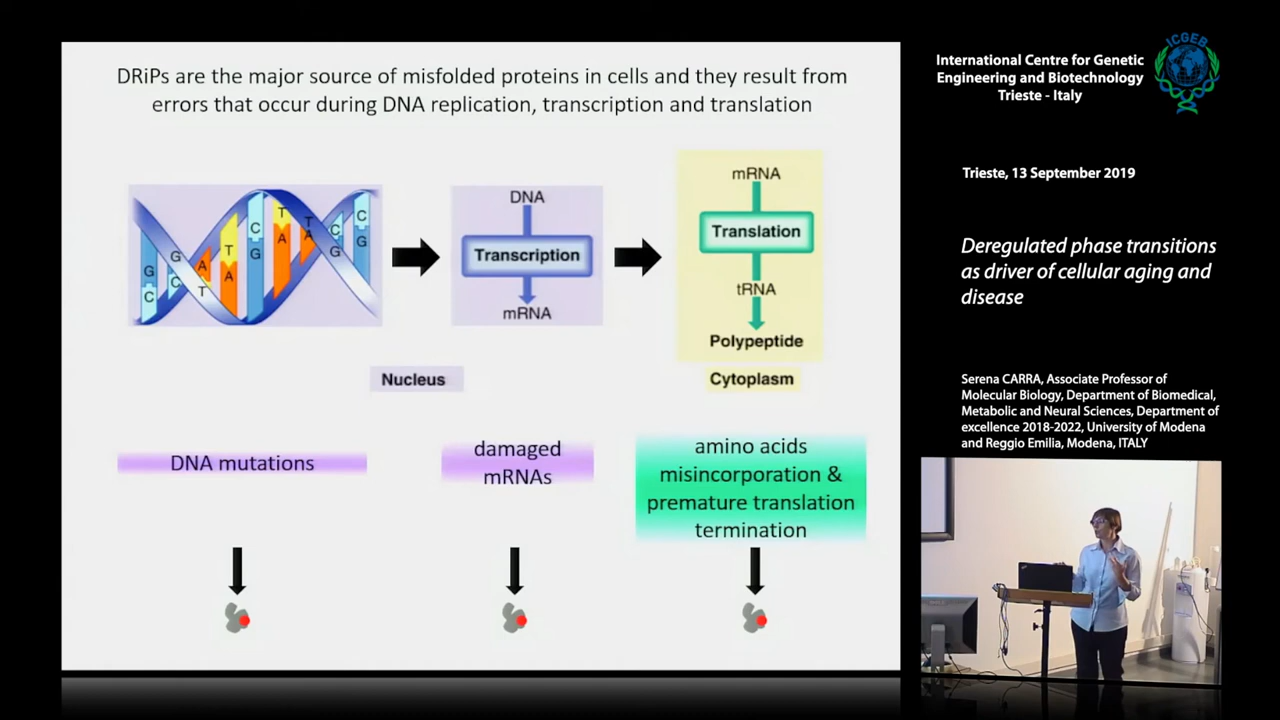 DRiPs are the major source of misfolded proteins in cells and they result from
errors that occur during DNA replication, transcription and translation
G
C
G
C
A
T
T
A
C
G
T
A
T
A
C
G
C
G
DNA
Transcription
mRNA
mRNA
Translation
tRNA
Polypeptide
Nucleus
Cytoplasm
DNA mutations
damaged
mRNAs
amino acids
misincorporation &
premature translation
termination
International Centre for Genetic
Engineering and Biotechnology
Trieste - Italy
ICGEB
Trieste, 13 September 2019
Deregulated phase transitions
as driver of cellular aging and
disease
Serena CARRA, Associate Professor of
Molecular Biology, Department of Biomedical,
Metabolic and Neural Sciences, Department of
excellence 2018-2022, University of Modena
and Reggio Emilia, Modena, ITALY